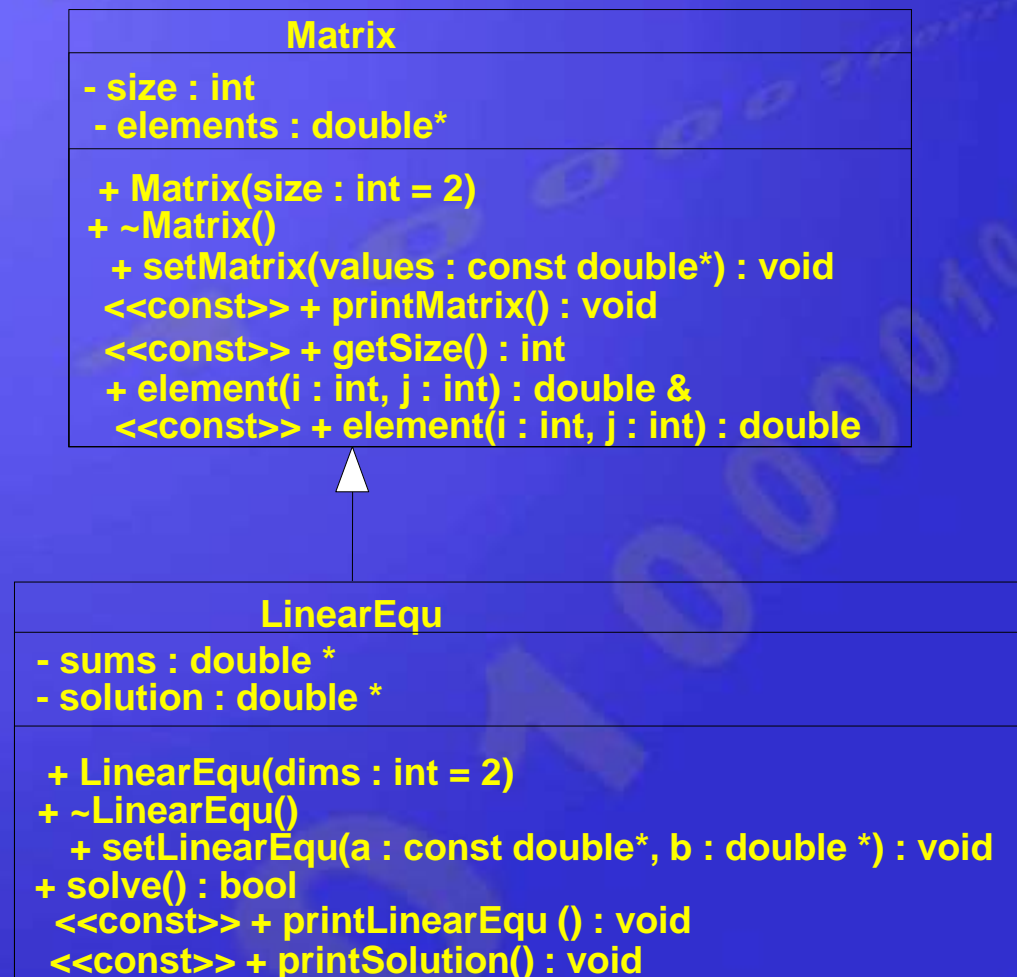 Matrix
- size : int
- elements : double*
+ Matrix(size : int = 2)
+ ~Matrix()
+ setMatrix(values : const double*) : void
<<const>> + printMatrix() : void
<<const>> + getSize() : int
+ element(i : int, j : int) : double &
<<const>> + element(i : int, j : int) : double
LinearEqu
- sums : double *
- solution : double *
+ LinearEqu(dims : int = 2)
+ ~LinearEqu()
+ setLinearEqu(a : const double*, b : double *) : void
+ solve() : bool
<<const>> + printLinearEqu () : void
<<const>> + printSolution() : void